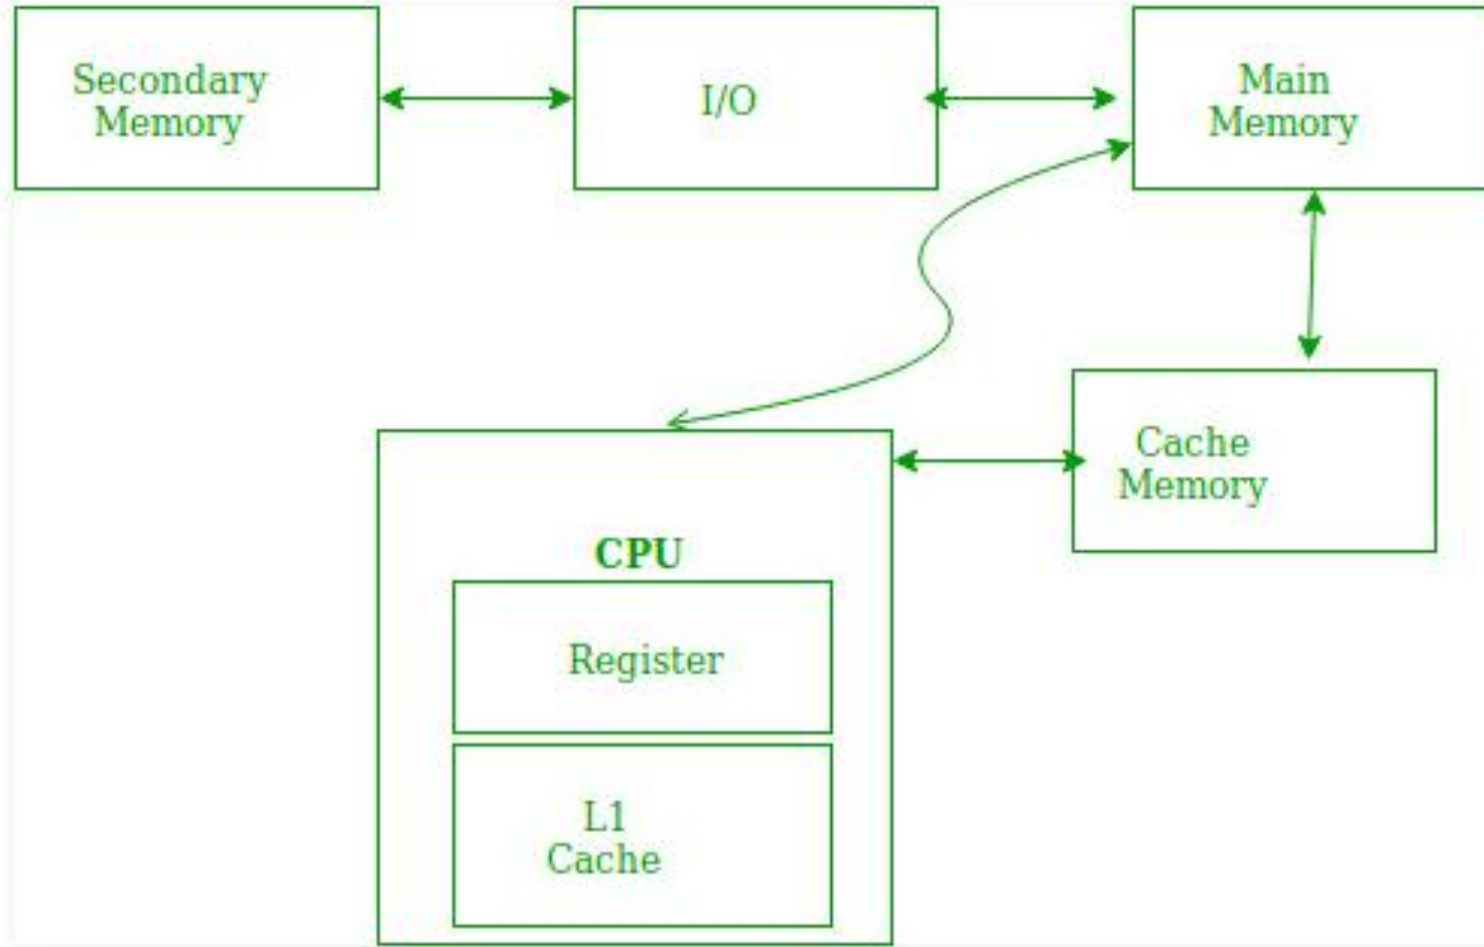 Secondary
Memory
I/O
Main
Memory
Cache
Memory
CPU
Register
L1
Cache